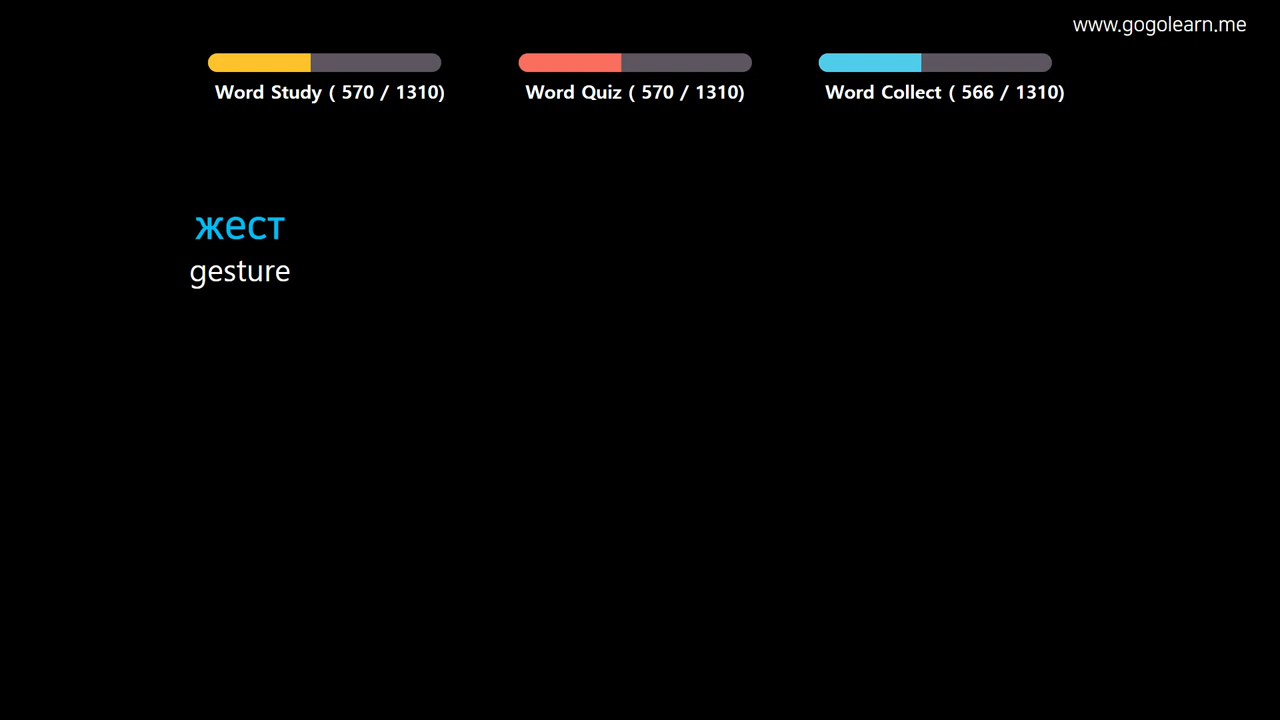 www.gogolearn.me
Word Study ( 570 / 1310)
Word Quiz ( 570 / 1310)
Word Collect ( 566 / 1310)
жест
gesture